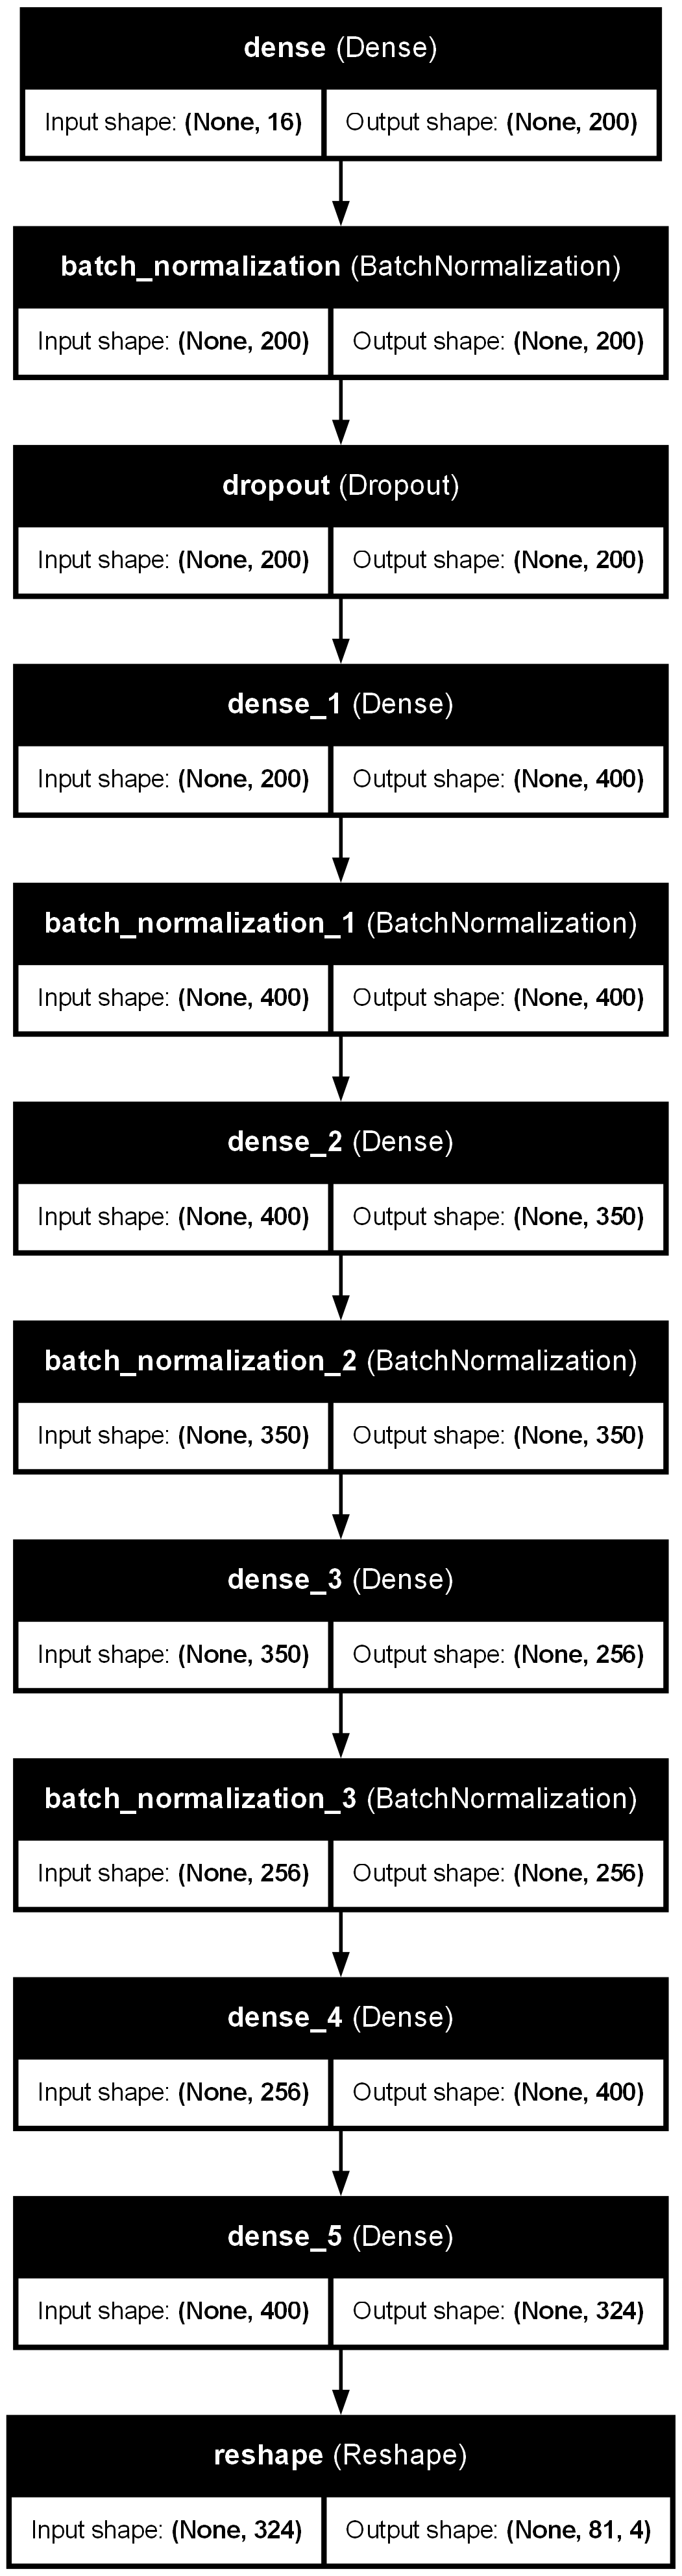 dense (Dense)
Input shape: (None, 16) Output shape: (None, 200)
batch_normalization (BatchNormalization)
Input shape: (None, 200) Output shape: (None, 200)
dropout (Dropout)
Input shape: (None, 200) Output shape: (None, 200)
dense_1 (Dense)
Input shape: (None, 200) Output shape: (None, 400)
batch_normalization_1 (BatchNormalization)
Input shape: (None, 400) Output shape: (None, 400)
dense_2 (Dense)
Input shape: (None, 400) Output shape: (None, 350)
batch_normalization_2 (BatchNormalization)
Input shape: (None, 350) Output shape: (None, 350)
dense_3 (Dense)
Input shape: (None, 350) Output shape: (None, 256)
batch_normalization_3 (BatchNormalization)
Input shape: (None, 256) Output shape: (None, 256)
dense_4 (Dense)
Input shape: (None, 256) Output shape: (None, 400)
dense_5 (Dense)
Input shape: (None, 400) Output shape: (None, 324)
reshape (Reshape)
Input shape: (None, 324) Output shape: (None, 81, 4)